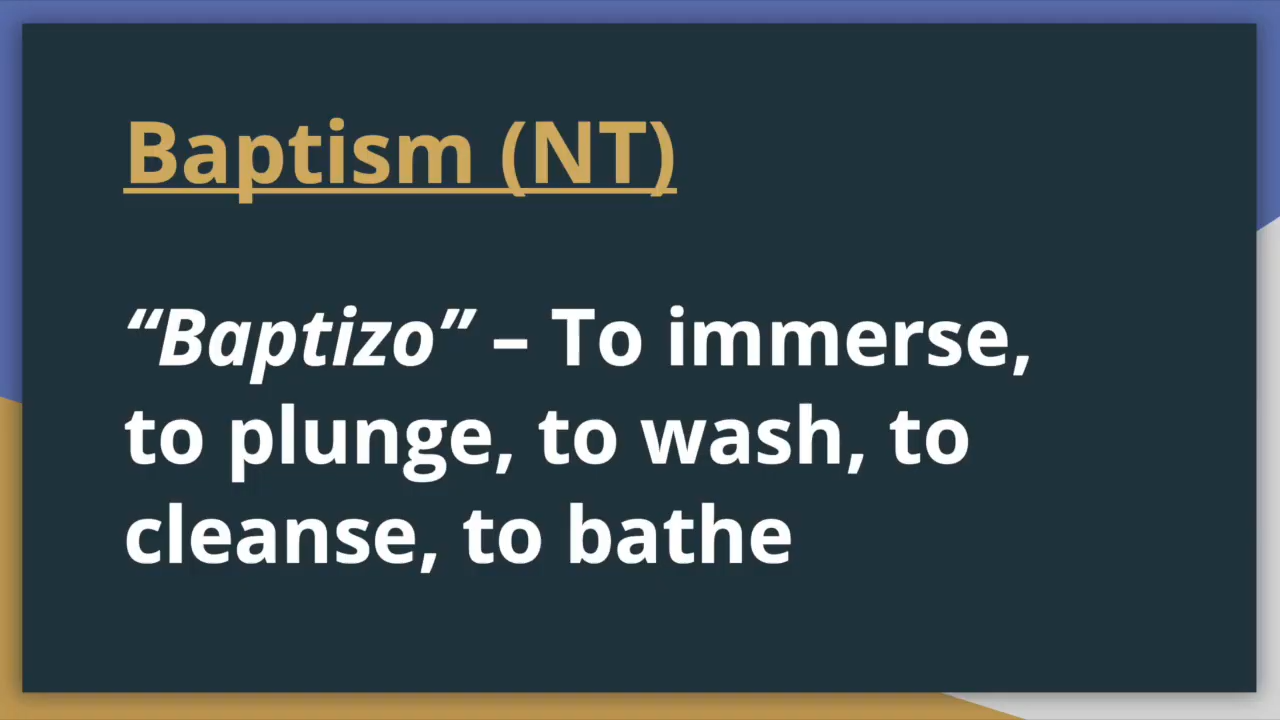 Baptism (NT)
“Baptizo” – To immerse,
to plunge, to wash, to
cleanse, to bathe